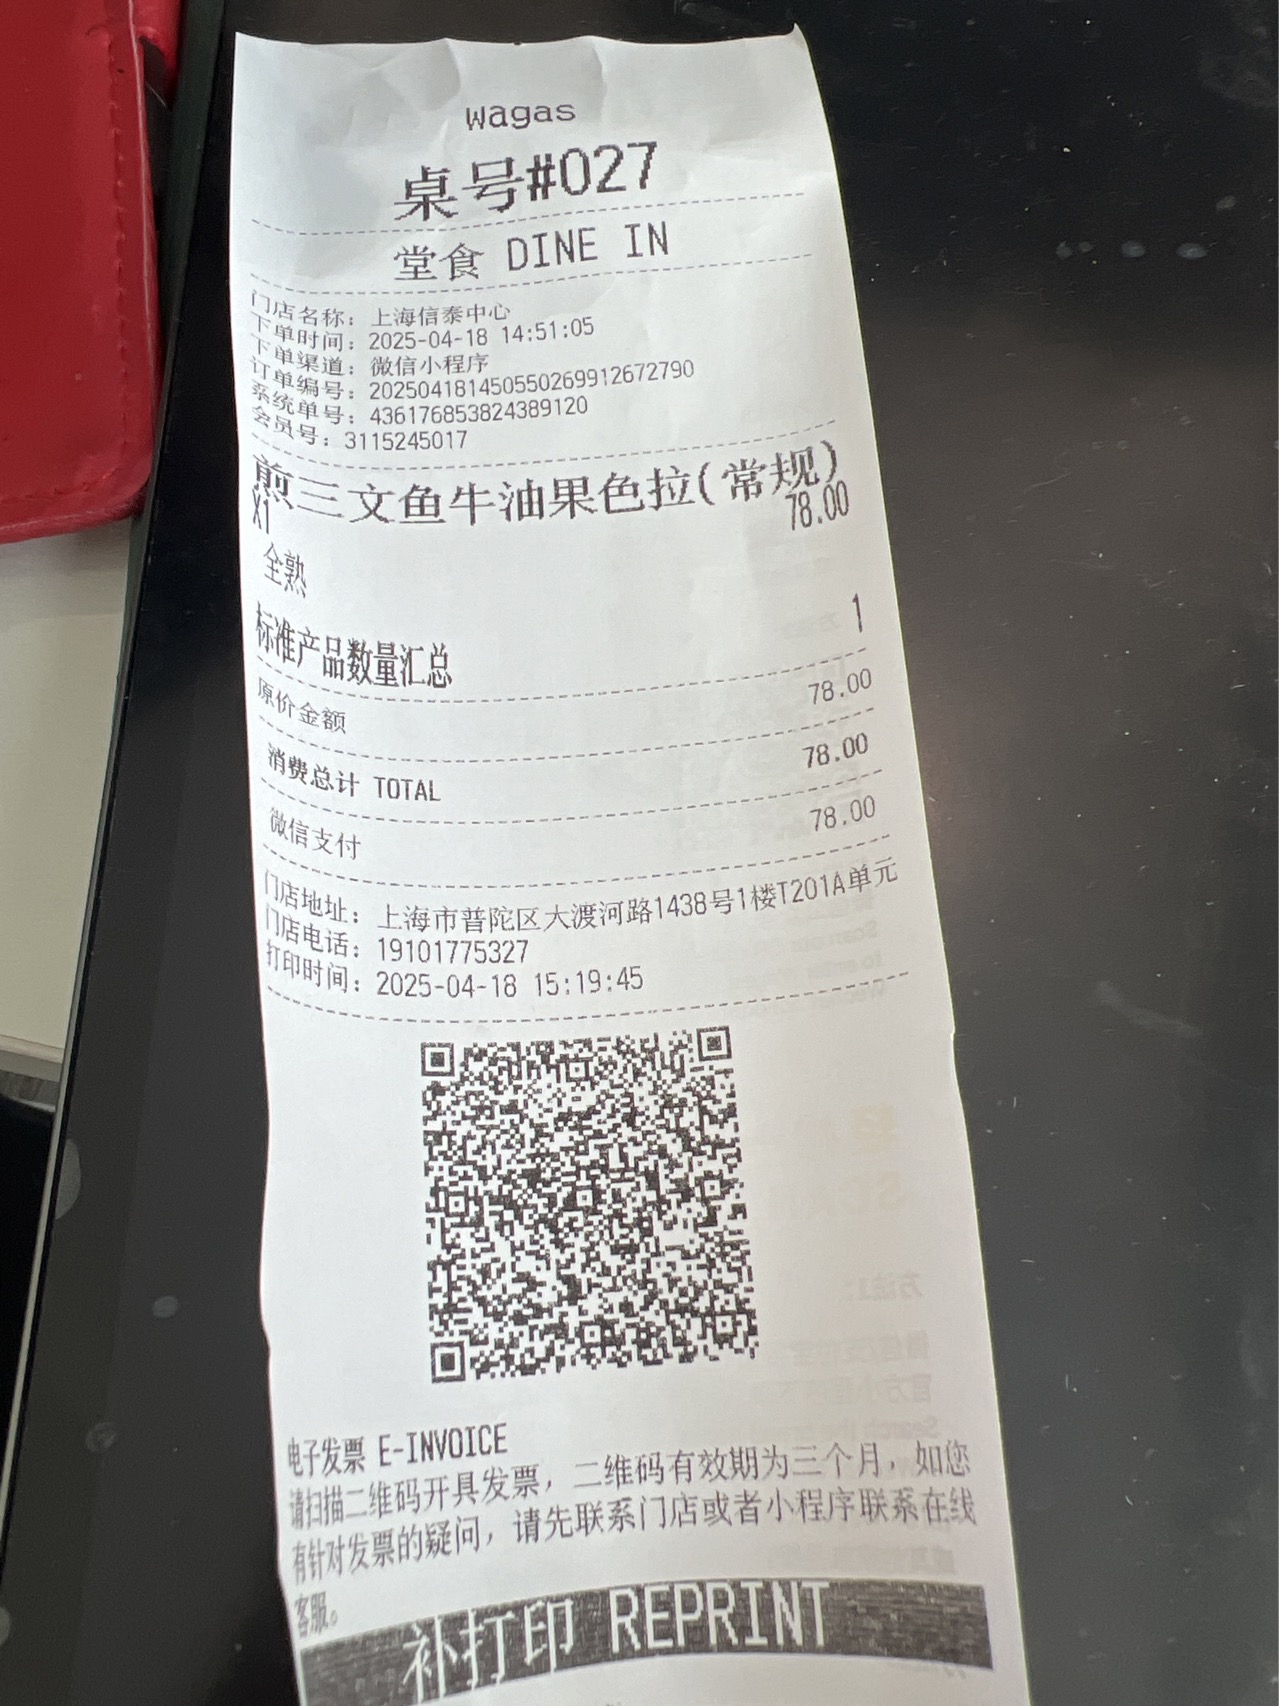 wagas
桌号#027
堂食 DINE IN
门店名称: 上海信泰中心
下单时间: 2025-04-18 14:51:05
下单渠道: 微信小程序
订单编号: 2025041814505502699126727​90
系统单号: 436176853824389120
会员号: 3115245017
煎三文鱼牛油果色拉(常规)
X1 78.00
全熟
标准产品数量汇总 1
原价金额 78.00
消费总计 TOTAL 78.00
微信支付 78.00
门店地址: 上海市普陀区大渡河路1438号1楼T201A单元
门店电话: 19101775327
打印时间: 2025-04-18 15:19:45
电子发票 E-INVOICE
请扫描二维码开具发票, 二维码有效期为三个月, 如您
有针对发票的疑问, 请先联系门店或者小程序联系在线
客服。
补打印 REPRINT